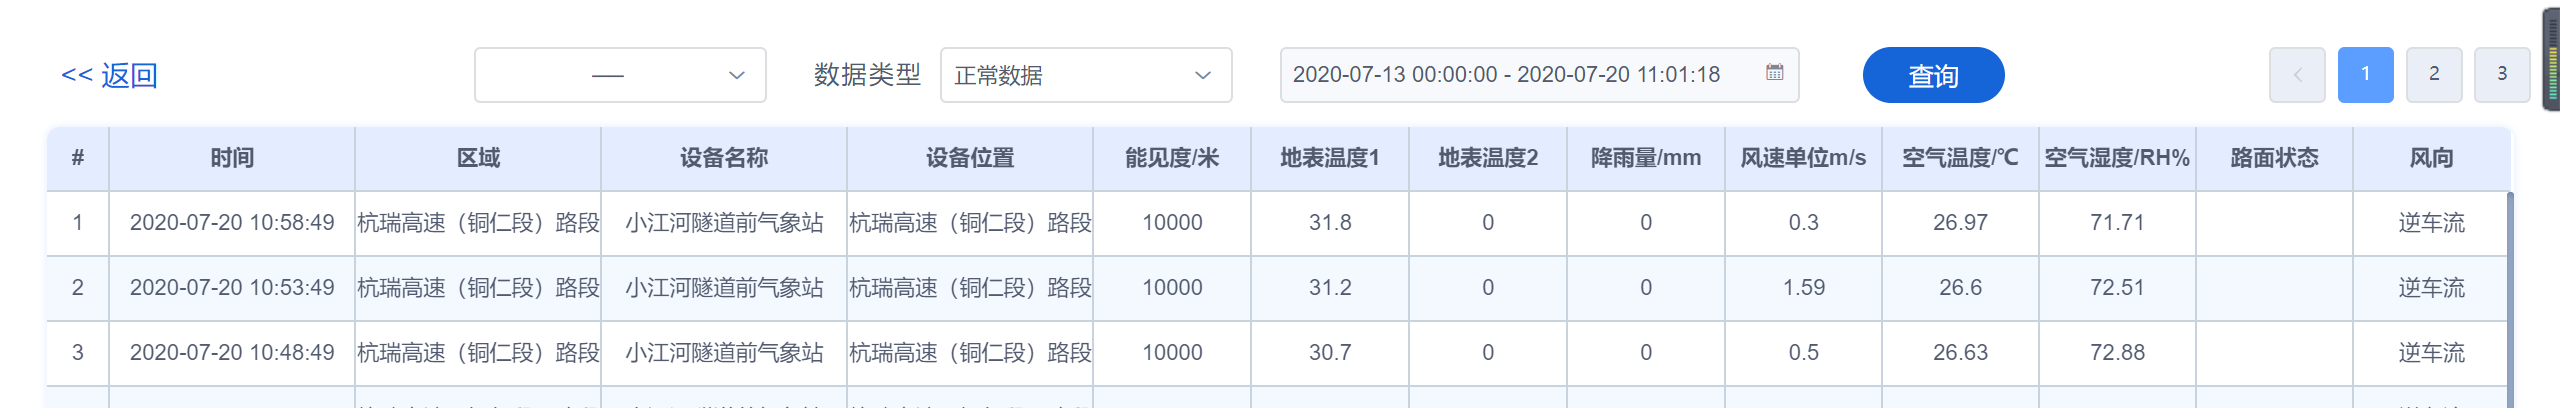 << 返回 — 数据类型 正常数据 2020-07-13 00:00:00 - 2020-07-20 11:01:18 查询 < 1 2 3
# 时间 区域 设备名称 设备位置 能见度/米 地表温度1 地表温度2 降雨量/mm 风速单位m/s 空气温度/℃ 空气湿度/RH% 路面状态 风向
1 2020-07-20 10:58:49 杭瑞高速（铜仁段）路段 小江河隧道前气象站 杭瑞高速（铜仁段）路段 10000 31.8 0 0 0.3 26.97 71.71 逆车流
2 2020-07-20 10:53:49 杭瑞高速（铜仁段）路段 小江河隧道前气象站 杭瑞高速（铜仁段）路段 10000 31.2 0 0 1.59 26.6 72.51 逆车流
3 2020-07-20 10:48:49 杭瑞高速（铜仁段）路段 小江河隧道前气象站 杭瑞高速（铜仁段）路段 10000 30.7 0 0 0.5 26.63 72.88 逆车流